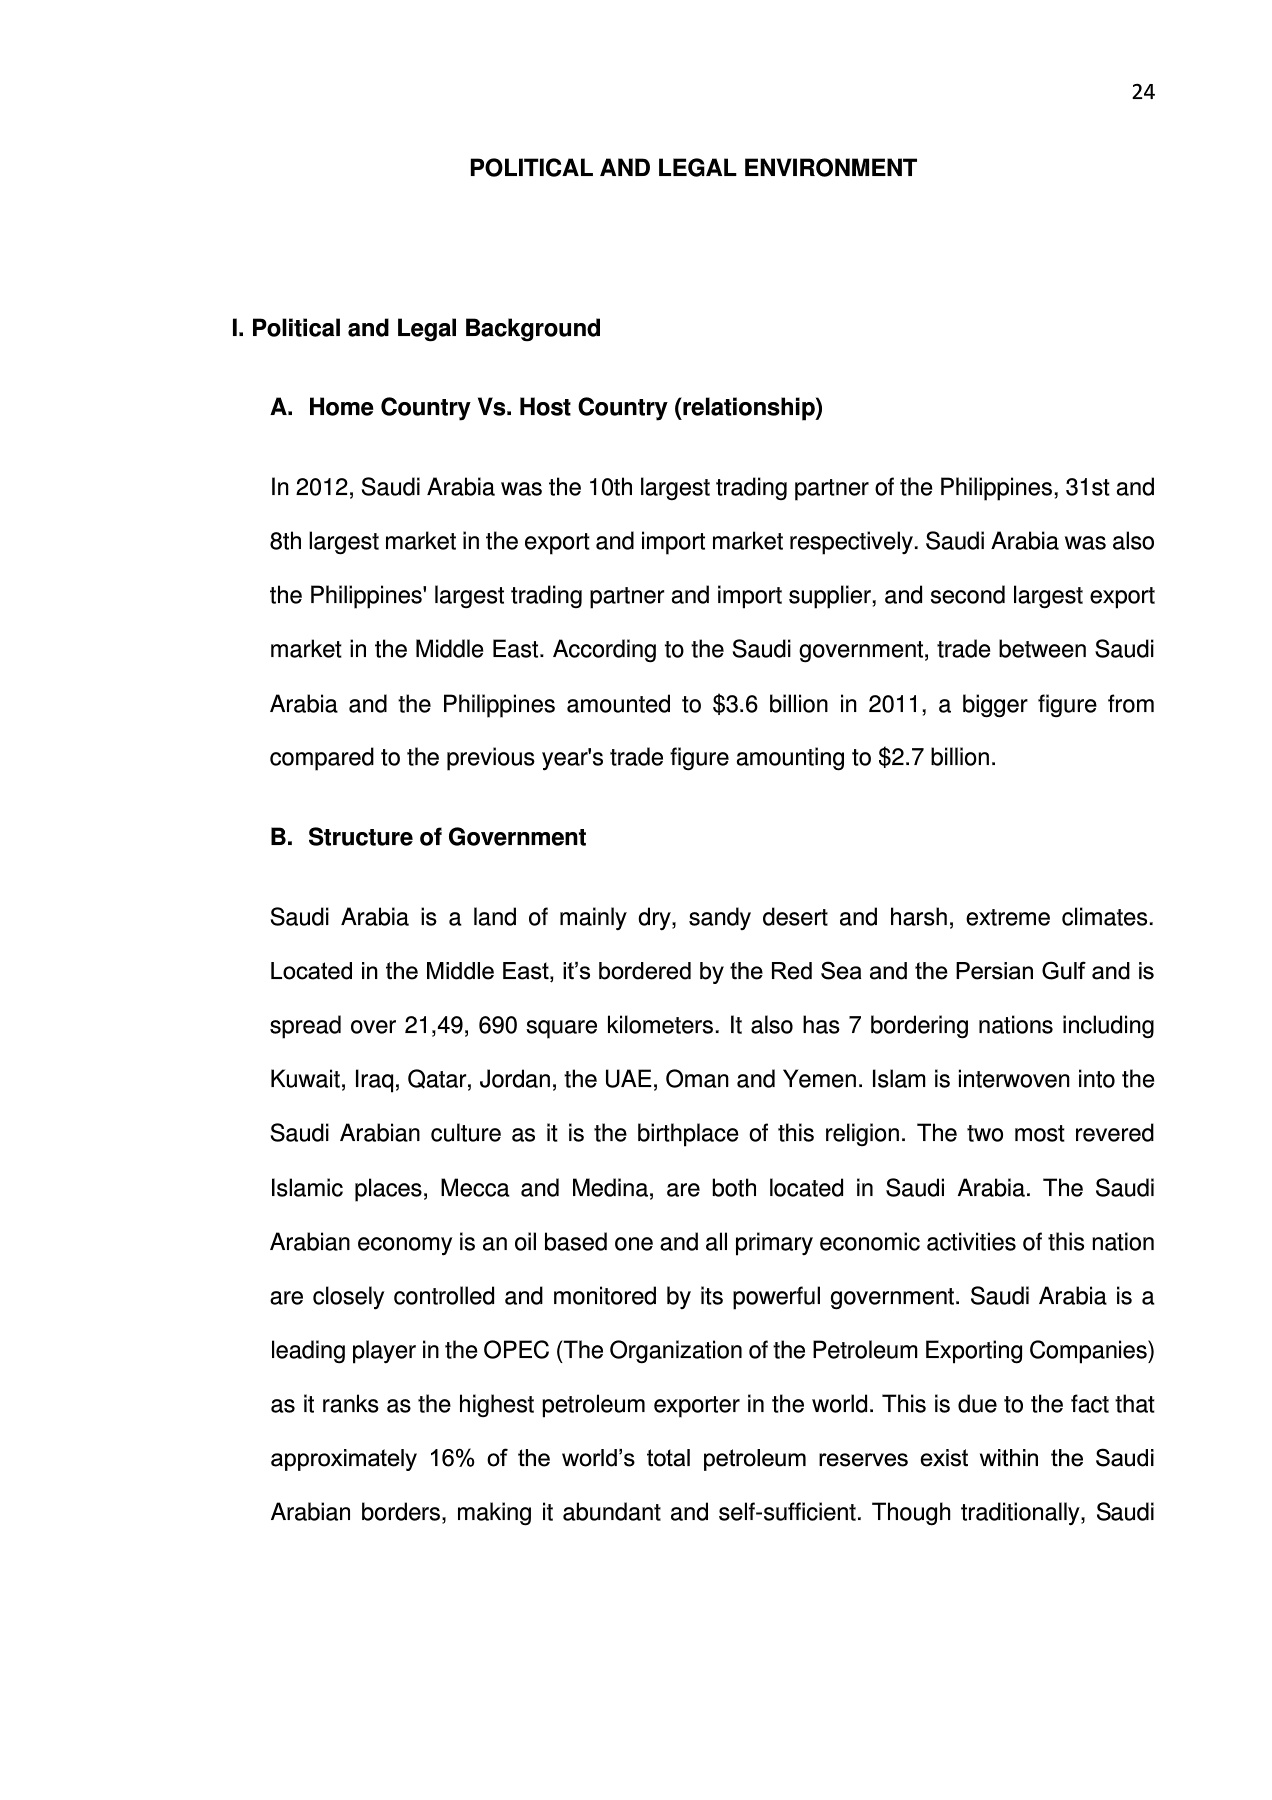 24
POLITICAL AND LEGAL ENVIRONMENT
I. Political and Legal Background
A. Home Country Vs. Host Country (relationship)
In 2012, Saudi Arabia was the 10th largest trading partner of the Philippines, 31st and
8th largest market in the export and import market respectively. Saudi Arabia was also
the Philippines' largest trading partner and import supplier, and second largest export
market in the Middle East. According to the Saudi government, trade between Saudi
Arabia and the Philippines amounted to $3.6 billion in 2011, a bigger figure from
compared to the previous year's trade figure amounting to $2.7 billion.
B. Structure of Government
Saudi Arabia is a land of mainly dry, sandy desert and harsh, extreme climates.
Located in the Middle East, it’s bordered by the Red Sea and the Persian Gulf and is
spread over 21,49, 690 square kilometers. It also has 7 bordering nations including
Kuwait, Iraq, Qatar, Jordan, the UAE, Oman and Yemen. Islam is interwoven into the
Saudi Arabian culture as it is the birthplace of this religion. The two most revered
Islamic places, Mecca and Medina, are both located in Saudi Arabia. The Saudi
Arabian economy is an oil based one and all primary economic activities of this nation
are closely controlled and monitored by its powerful government. Saudi Arabia is a
leading player in the OPEC (The Organization of the Petroleum Exporting Companies)
as it ranks as the highest petroleum exporter in the world. This is due to the fact that
approximately 16% of the world’s total petroleum reserves exist within the Saudi
Arabian borders, making it abundant and self-sufficient. Though traditionally, Saudi